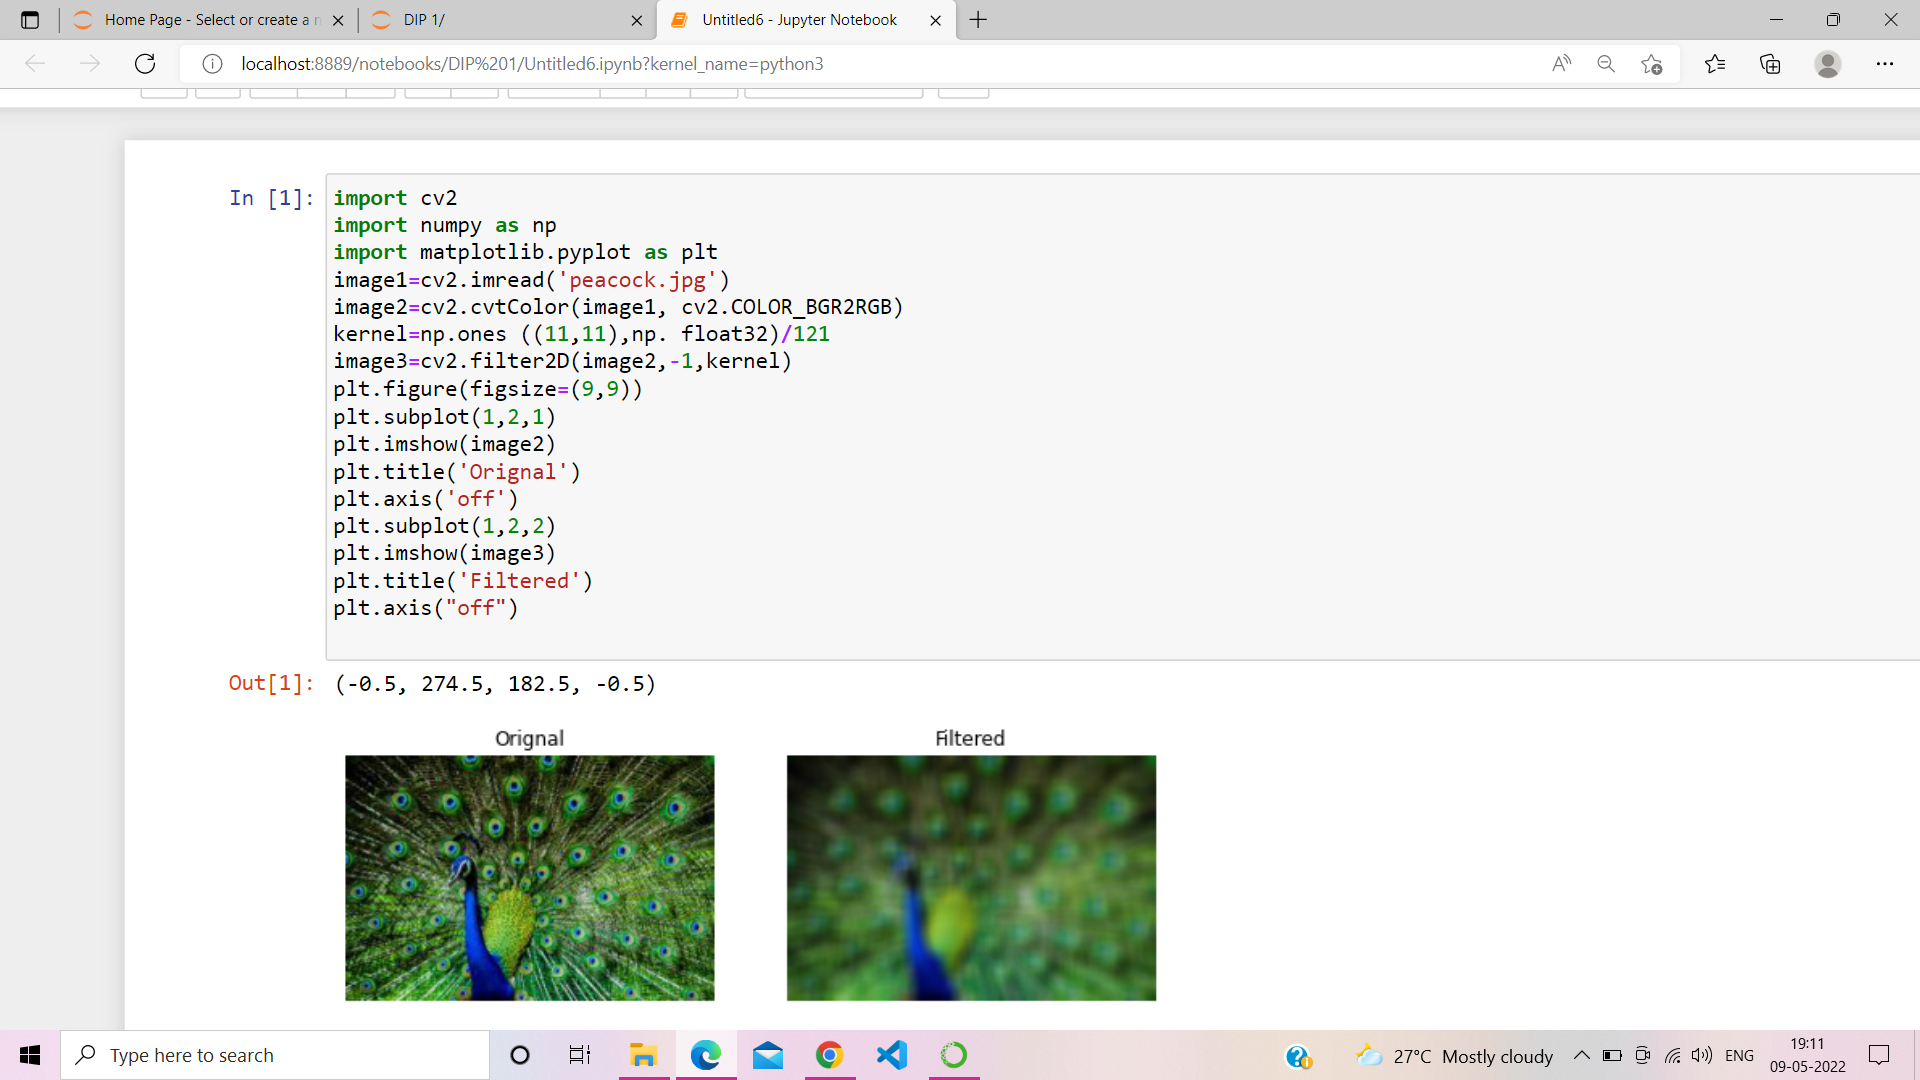 Home Page - Select or create a n
DIP 1/
Untitled6 - Jupyter Notebook
localhost:8889/notebooks/DIP%201/Untitled6.ipynb?kernel_name=python3
In [1]:
import cv2
import numpy as np
import matplotlib.pyplot as plt
image1=cv2.imread('peacock.jpg')
image2=cv2.cvtColor(image1, cv2.COLOR_BGR2RGB)
kernel=np.ones ((11,11),np. float32)/121
image3=cv2.filter2D(image2,-1,kernel)
plt.figure(figsize=(9,9))
plt.subplot(1,2,1)
plt.imshow(image2)
plt.title('Orignal')
plt.axis('off')
plt.subplot(1,2,2)
plt.imshow(image3)
plt.title('Filtered')
plt.axis("off")
Out[1]: (-0.5, 274.5, 182.5, -0.5)
Orignal
Filtered
Type here to search
27°C Mostly cloudy
ENG
19:11
09-05-2022